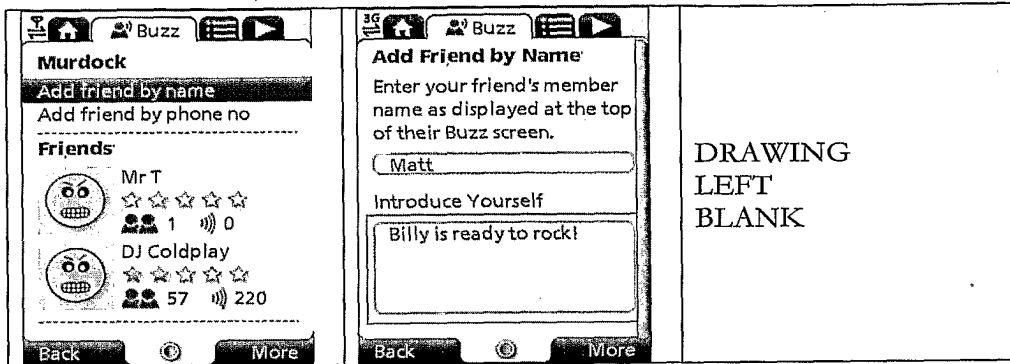 Buzz
Murdock
Add friend by name
Add friend by phone no
Friends
Mr T
1 0
DJ Coldplay
57 220
Back More
3G
Buzz
Add Friend by Name
Enter your friend's member
name as displayed at the top
of their Buzz screen.
Matt
Introduce Yourself
Billy is ready to rock!
Back More
DRAWING
LEFT
BLANK